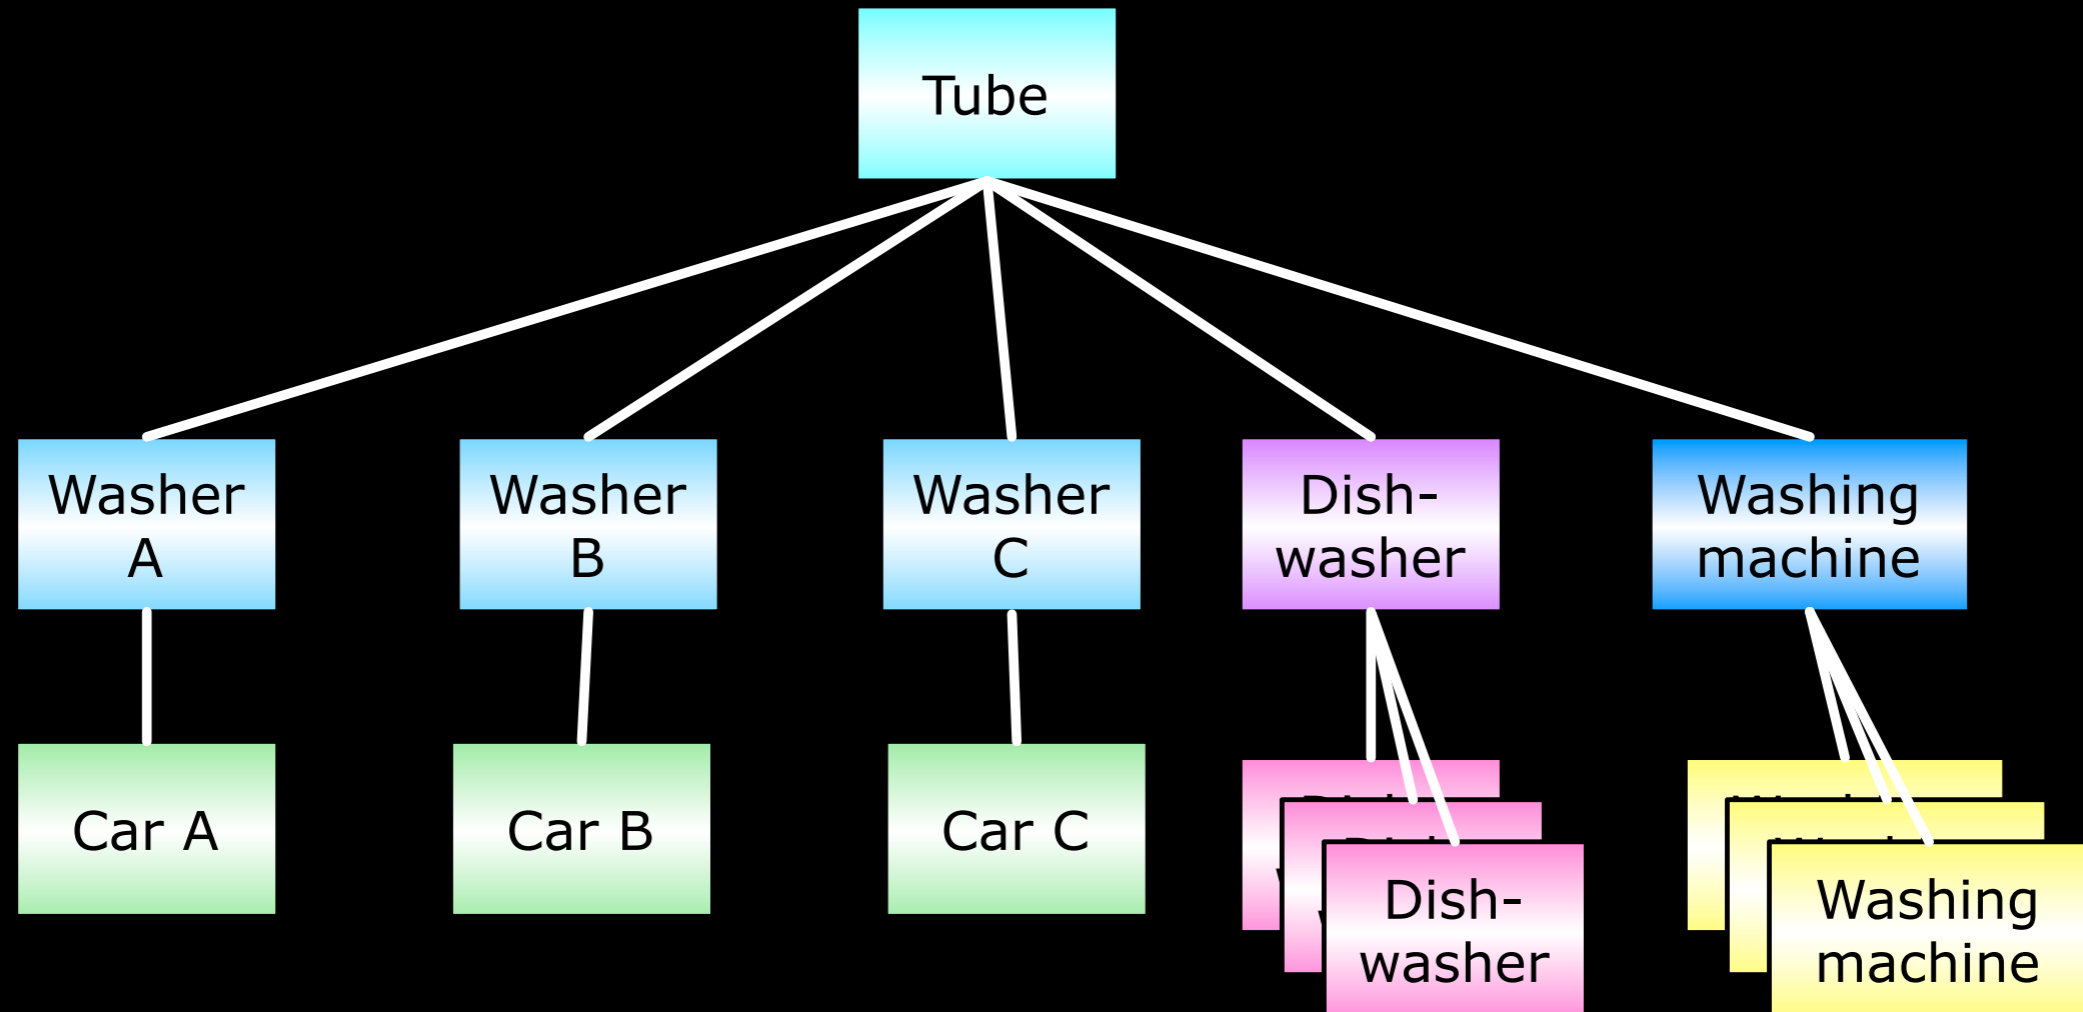 Tube
Washer
A
Washer
B
Washer
C
Dish-
washer
Washing
machine
Car A
Car B
Car C
Dish-
washer
Washing
machine